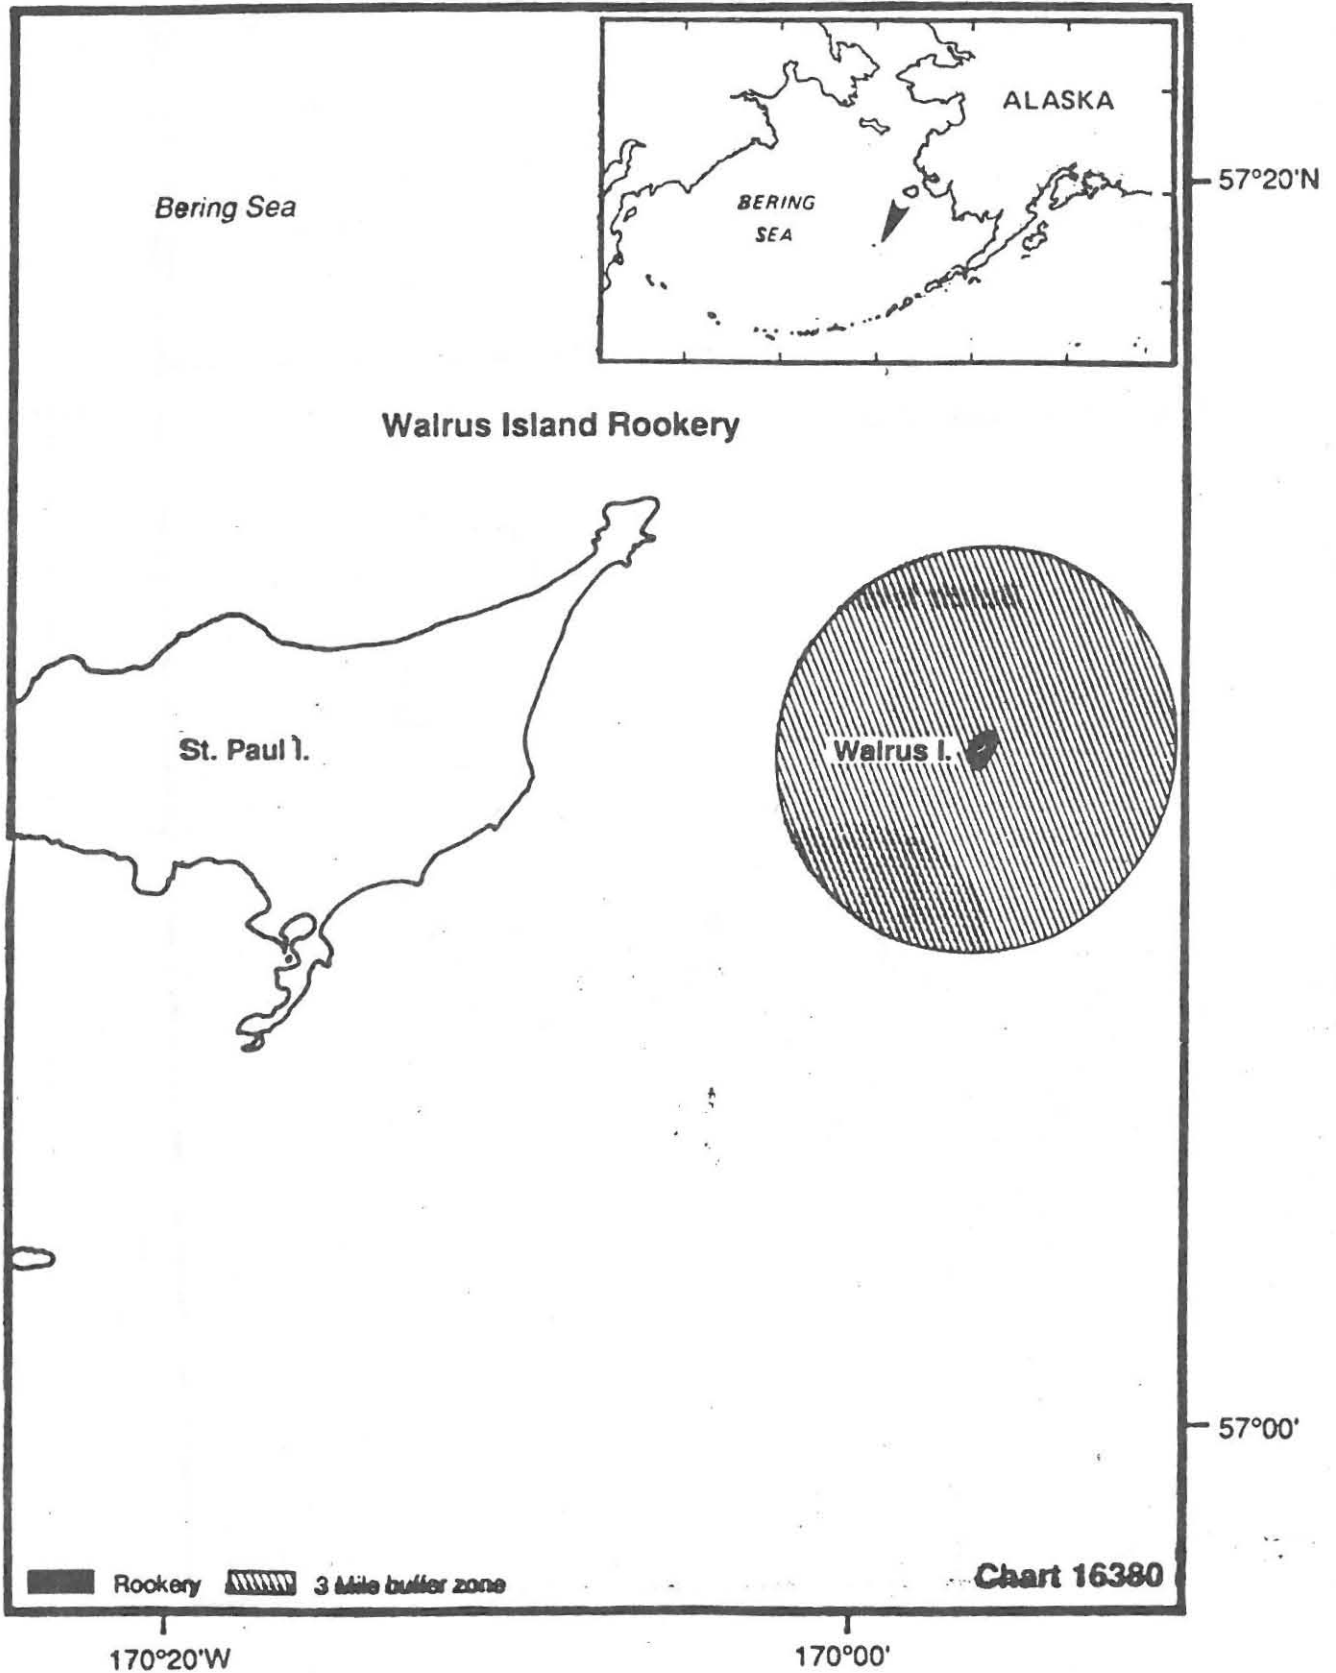 ALASKA
57°20'N
Bering Sea
BERING
SEA
Walrus Island Rookery
St. Paul I.
Walrus I.
57°00'
Rookery
3 Mile buffer zone
Chart 16380
170°20'W
170°00'